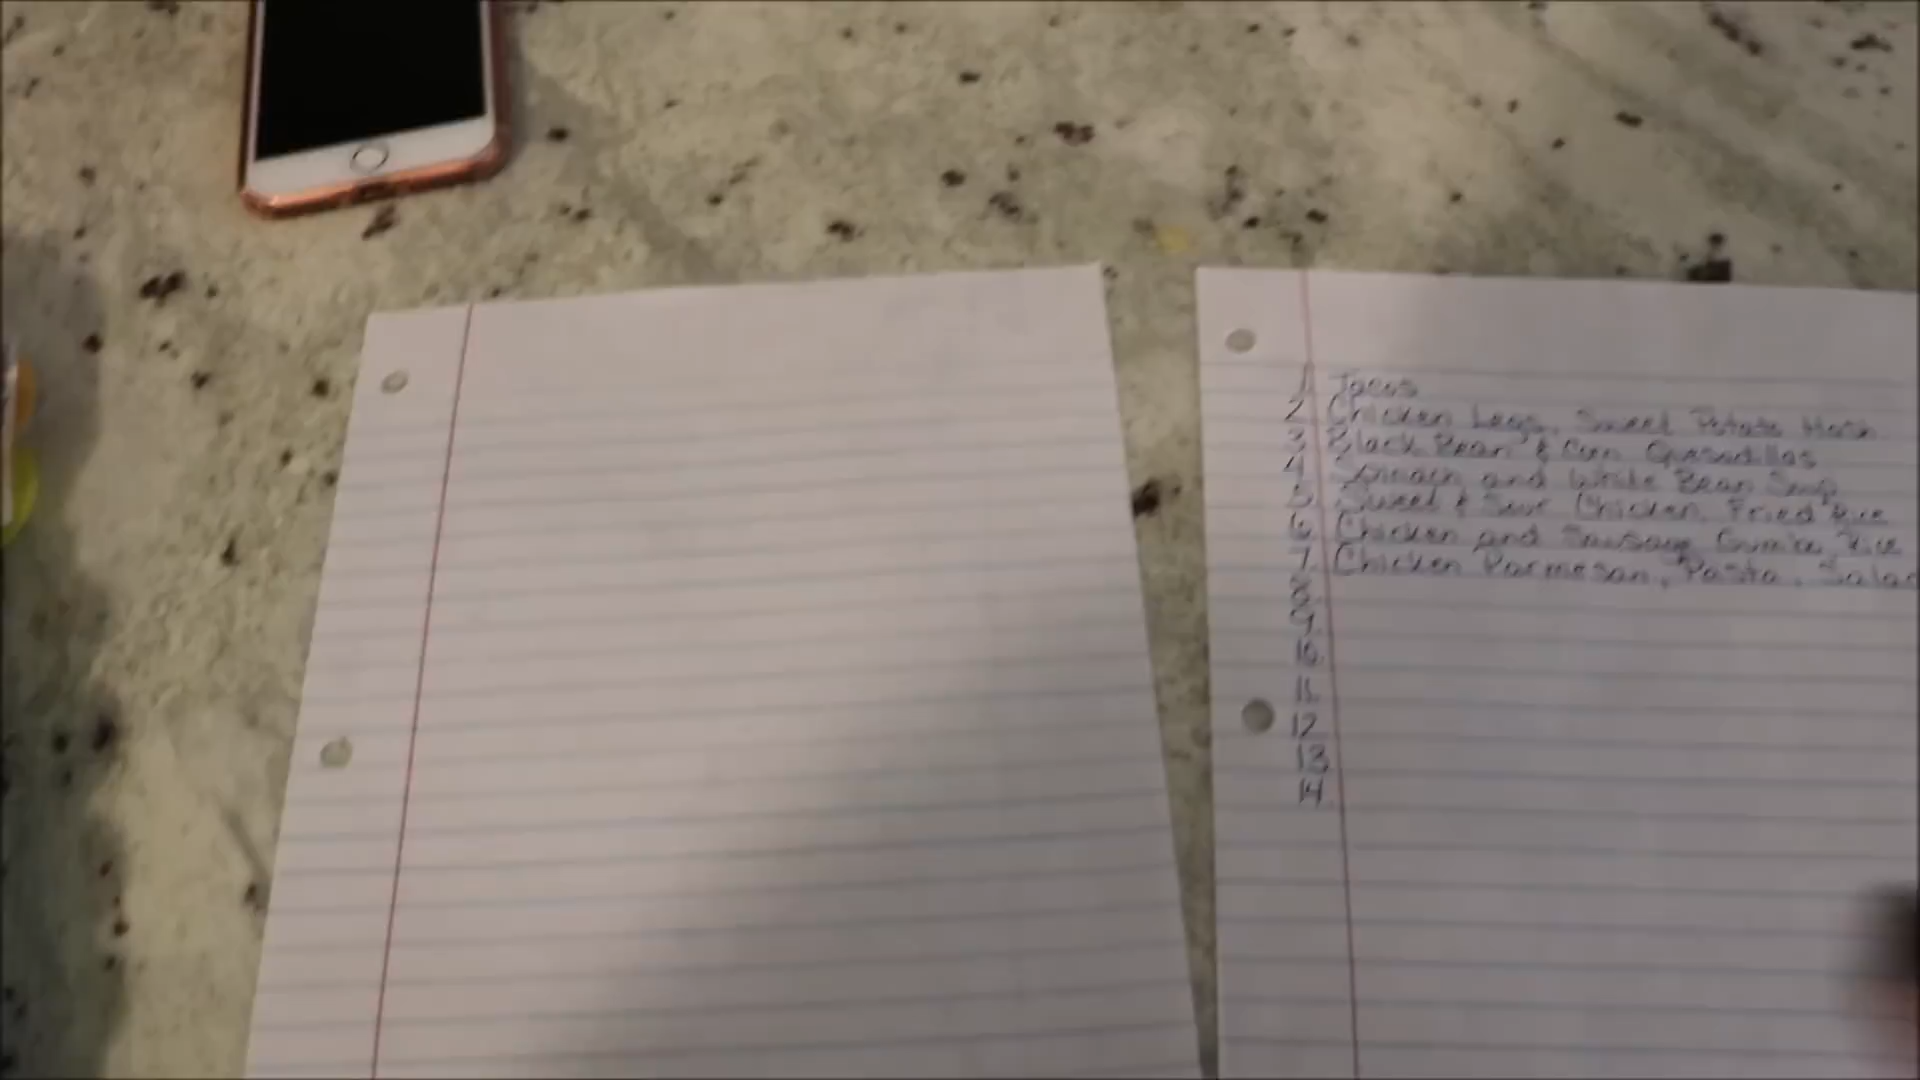 1. Tacos
2 Chicken Legs, Sweet Potato Hash
3. Black Bean & Corn Quesadillas
4 Spinach and White Bean Soup
5 Sweet & Sour Chicken, Fried Rice
6 Chicken and Sausage Gumbo, Rice
7. Chicken Parmesan, Pasta, Salad
8.
9.
10.
11.
12
13
14